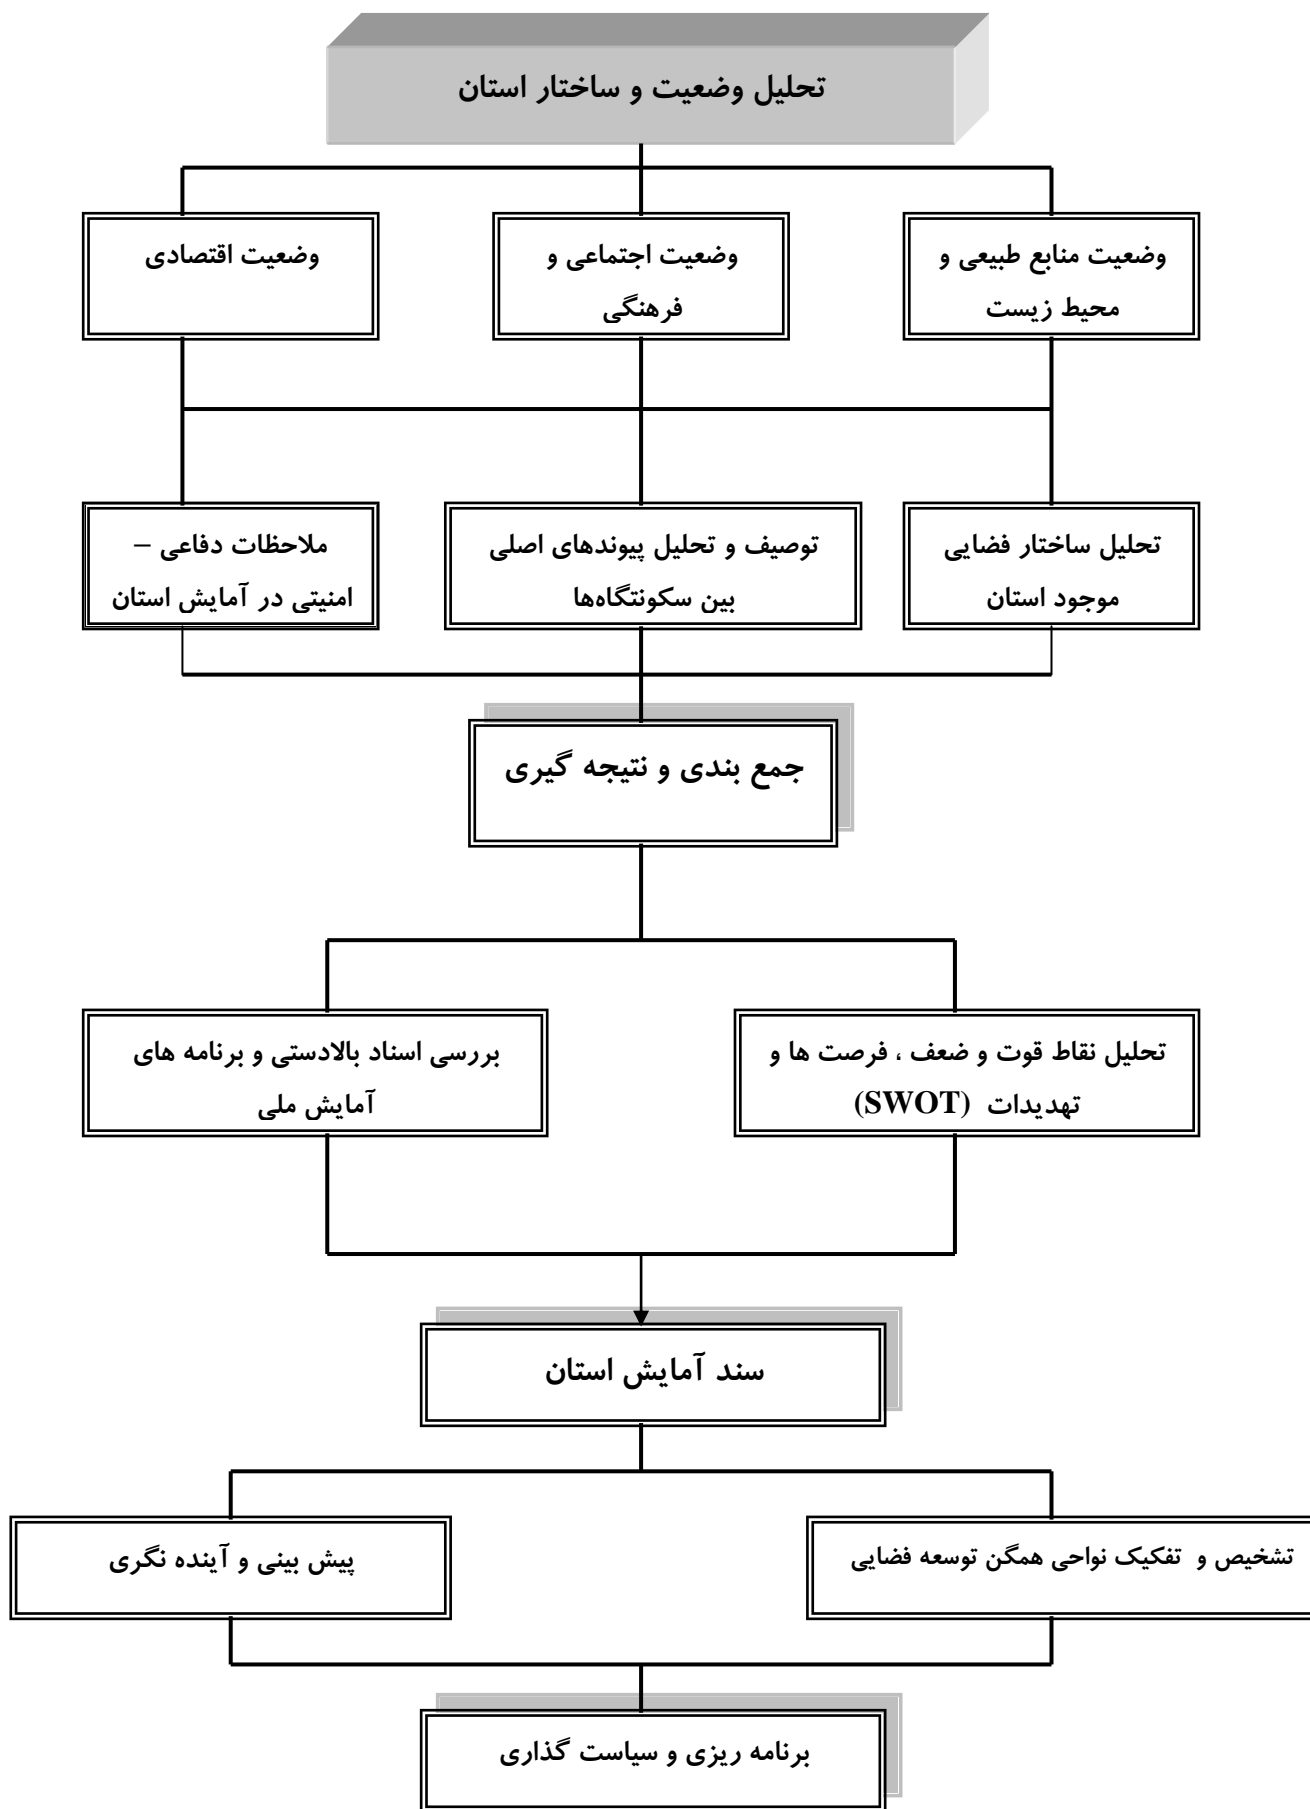 تحلیل وضعیت و ساختار استان
وضعیت منابع طبیعی و
محیط زیست
وضعیت اجتماعی و
فرهنگی
وضعیت اقتصادی
تحلیل ساختار فضایی
موجود استان
توصیف و تحلیل پیوندهای اصلی
بین سکونتگاه‌ها
ملاحظات دفاعی –
امنیتی در آمایش استان
جمع بندی و نتیجه گیری
تحلیل نقاط قوت و ضعف ، فرصت ها و
تهدیدات (SWOT)
بررسی اسناد بالادستی و برنامه های
آمایش ملی
سند آمایش استان
تشخیص و تفکیک نواحی همگن توسعه فضایی
پیش بینی و آینده نگری
برنامه ریزی و سیاست گذاری